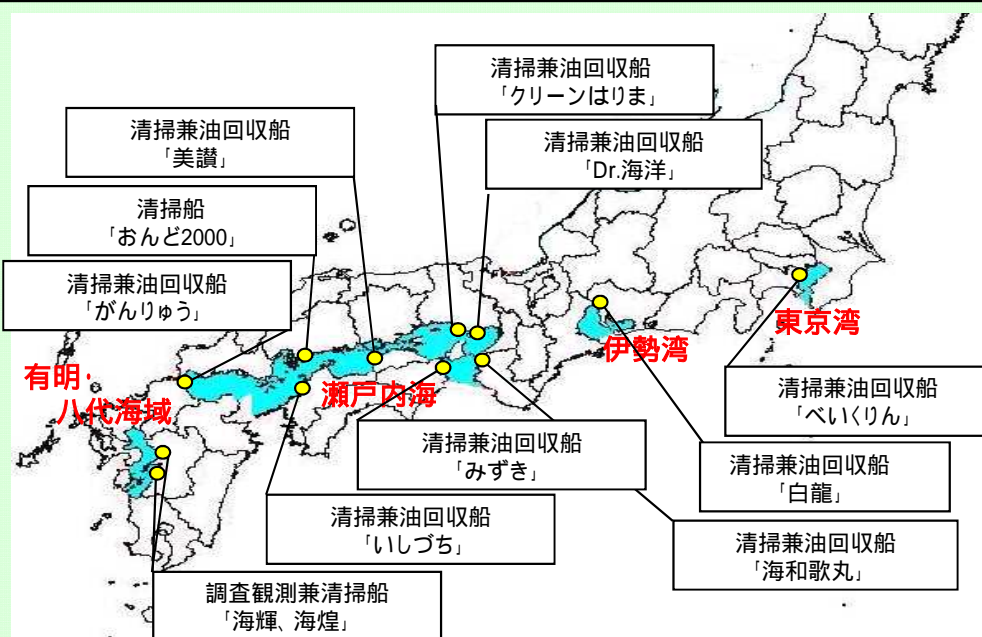 清掃兼油回収船
「クリーンはりま」
清掃兼油回収船
「美讃」
清掃兼油回収船
「Dr.海洋」
清掃船
「おんど2000」
清掃兼油回収船
「がんりゅう」
東京湾
伊勢湾
有明・
八代海域
瀬戸内海
清掃兼油回収船
「べいくりん」
清掃兼油回収船
「みずき」
清掃兼油回収船
「白龍」
清掃兼油回収船
「いしづち」
清掃兼油回収船
「海和歌丸」
調査観測兼清掃船
「海輝、海煌」